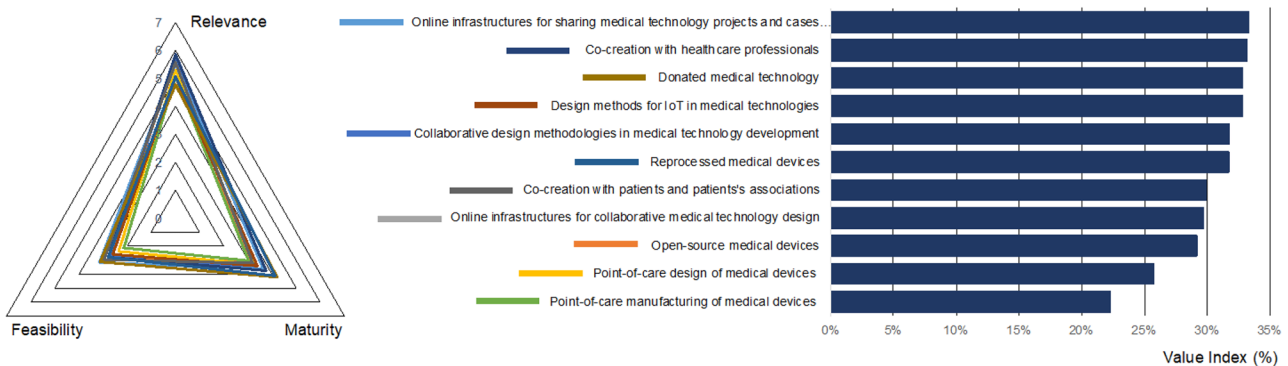 7
Relevance
6
5
4
3
2
1
0
Feasibility
Maturity
Online infrastructures for sharing medical technology projects and cases...
Co-creation with healthcare professionals
Donated medical technology
Design methods for IoT in medical technologies
Collaborative design methodologies in medical technology development
Reprocessed medical devices
Co-creation with patients and patients's associations
Online infrastructures for collaborative medical technology design
Open-source medical devices
Point-of-care design of medical devices
Point-of-care manufacturing of medical devices
0% 5% 10% 15% 20% 25% 30% 35%
Value Index (%)